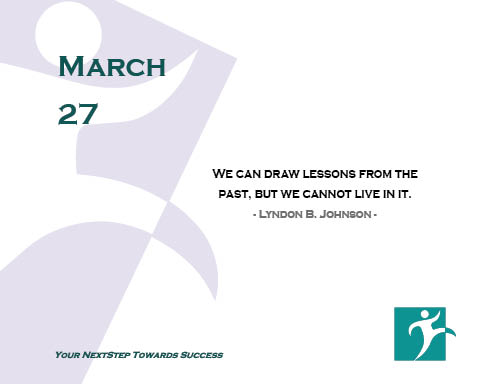 March
27
We can draw lessons from the
past, but we cannot live in it.
- Lyndon B. Johnson -
Your NextStep Towards Success